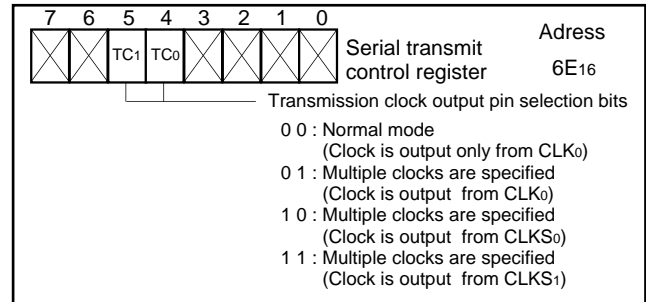 7 6 5 4 3 2 1 0
TC1 TC0
Serial transmit
control register
Adress
6E16
Transmission clock output pin selection bits
0 0 : Normal mode
(Clock is output only from CLK0)
0 1 : Multiple clocks are specified
(Clock is output from CLK0)
1 0 : Multiple clocks are specified
(Clock is output from CLKS0)
1 1 : Multiple clocks are specified
(Clock is output from CLKS1)